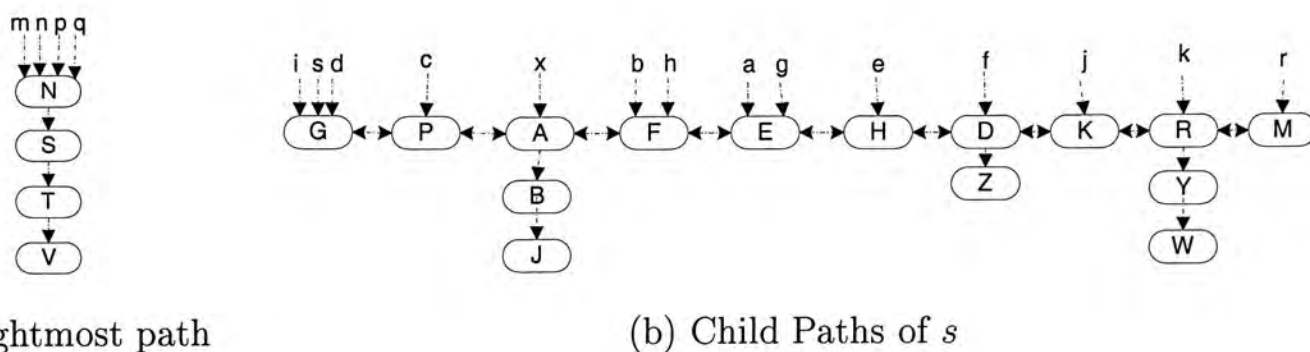 m n p q
N
S
T
V
i s d c x b h a g e f j k r
G P A F E H D K R M
B Z Y
J W
ghtmost path
(b) Child Paths of s